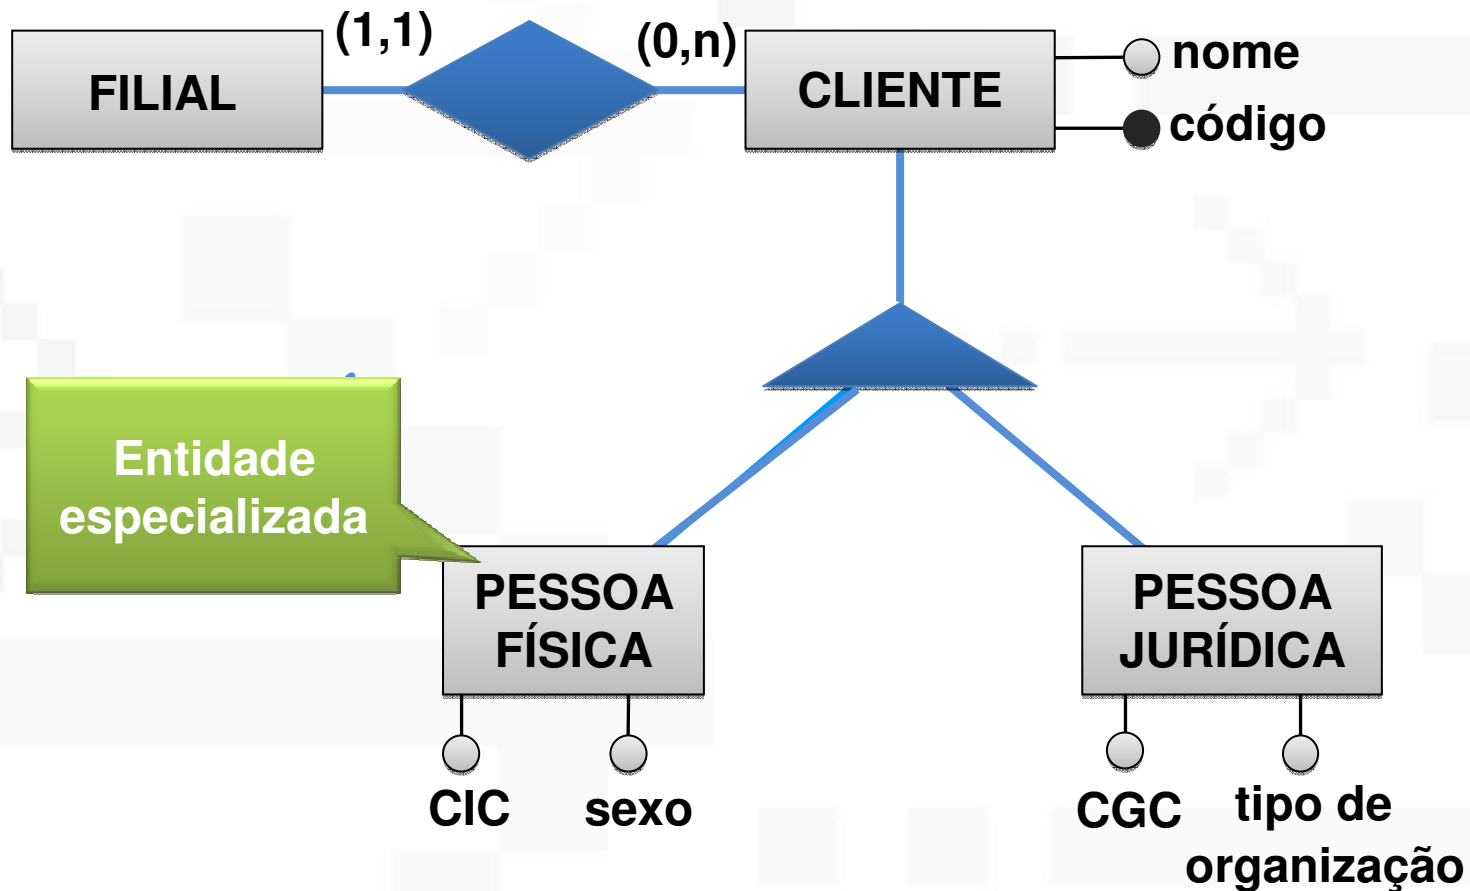 FILIAL
(1,1)
(0,n)
CLIENTE
nome
código
Entidade
especializada
PESSOA
FÍSICA
PESSOA
JURÍDICA
CIC
sexo
CGC
tipo de
organização